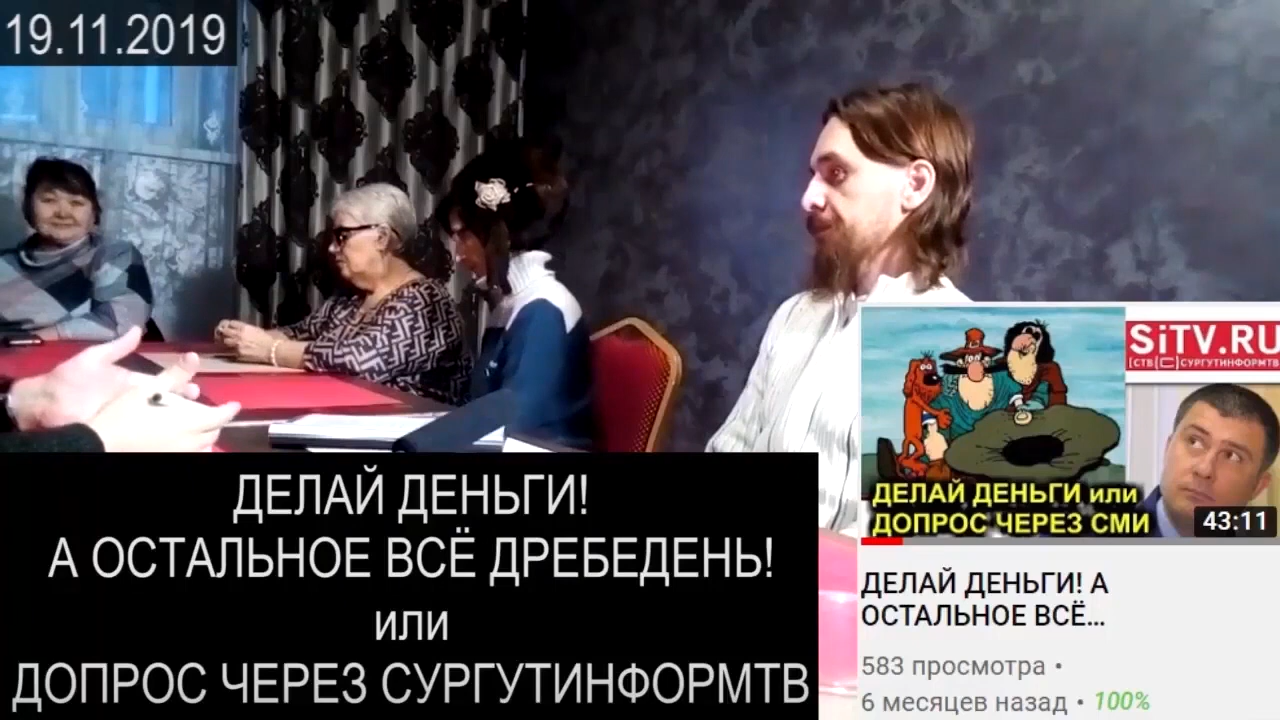 19.11.2019
ДЕЛАЙ ДЕНЬГИ!
А ОСТАЛЬНОЕ ВСЁ ДРЕБЕДЕНЬ!
или
ДОПРОС ЧЕРЕЗ СУРГУТИНФОРМТВ
SiTV.RU
СТВ СУРГУТИНФОРМТВ
ДЕЛАЙ ДЕНЬГИ или
ДОПРОС ЧЕРЕЗ СМИ
43:11
ДЕЛАЙ ДЕНЬГИ! А
ОСТАЛЬНОЕ ВСЁ...
583 просмотра •
6 месяцев назад • 100%